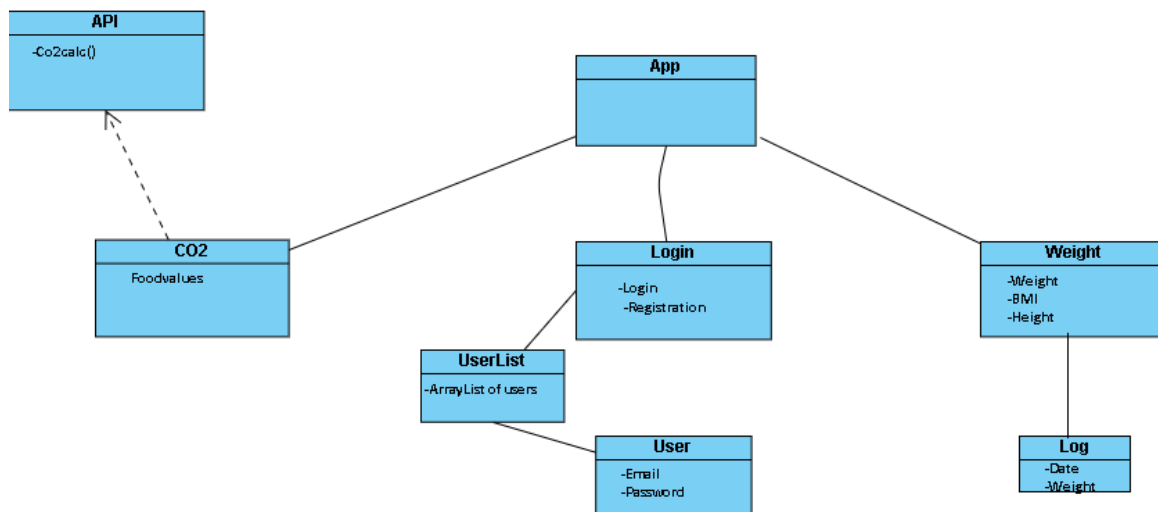 API
-Co2calc()
App
CO2
Foodvalues
Login
-Login
-Registration
Weight
-Weight
-BMI
-Height
UserList
-ArrayList of users
User
-Email
-Password
Log
-Date
-Weight